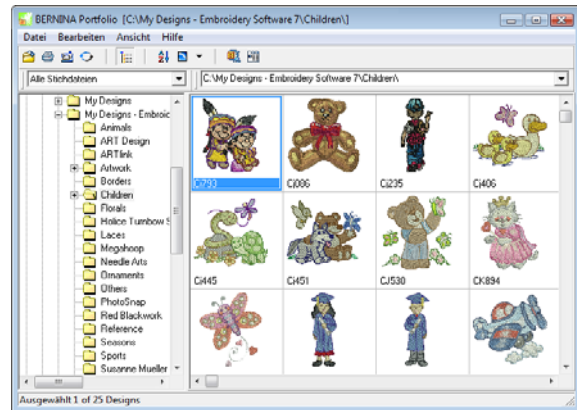 BERNINA Portfolio [C:\My Designs - Embroidery Software 7\Children\]
Datei Bearbeiten Ansicht Hilfe
Alle Stichdateien
C:\My Designs - Embroidery Software 7\Children\
My Designs
My Designs - Embroic
Animals
ART Design
ARTlink
Artwork
Borders
Children
Florals
Holice Turnbow S
Laces
Megahoop
Needle Arts
Ornaments
Others
PhotoSnap
Red Blackwork
Reference
Seasons
Sports
Susanne Mueller
CJ793
Cj086
Cj235
Cj406
Cj445
Cj451
CJ530
CK894
Ausgewählt 1 of 25 Designs